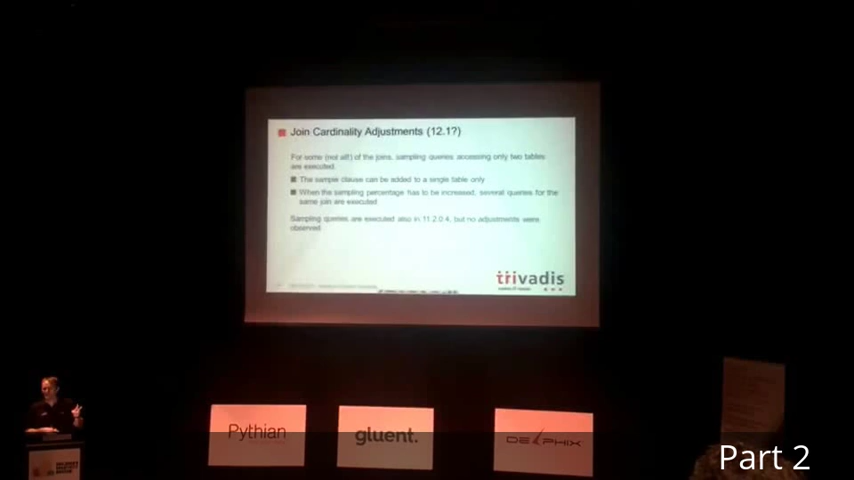 Join Cardinality Adjustments (12.1?)
For some (not all!) of the joins, sampling queries accessing only two tables
are executed
The sample clause can be added to a single table only
When the sampling percentage has to be increased, several queries for the
same join are executed
Sampling queries are executed also in 11.2.0.4, but no adjustments were
observed
trivadis
Pythian
gluent.
DELPHIX
Part 2